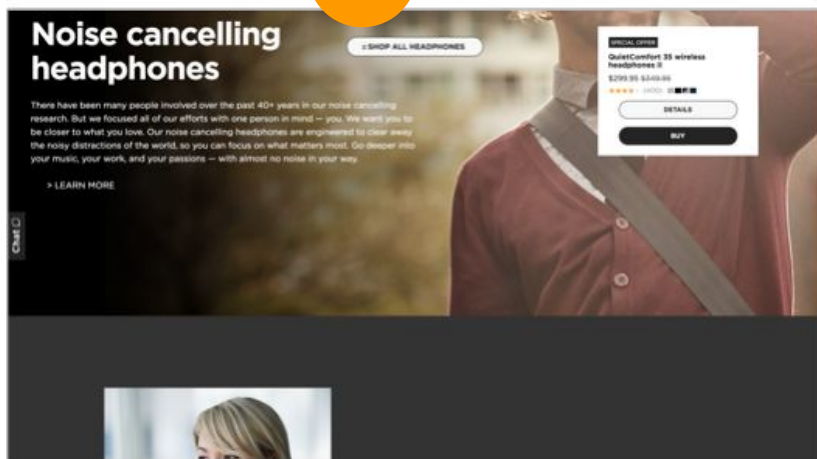 Noise cancelling
headphones
SHOP ALL HEADPHONES
There have been many people involved over the past 40+ years in our noise cancelling
research. But we focused all of our efforts with one person in mind — you. We want you to
be closer to what you love. Our noise cancelling headphones are engineered to clear away
the noisy distractions of the world, so you can focus on what matters most. Go deeper into
your music, your work, and your passions — with almost no noise in your way.
> LEARN MORE
Chat
SPECIAL OFFER
QuietComfort 35 wireless
headphones II
$299.95 $349.95
DETAILS
BUY